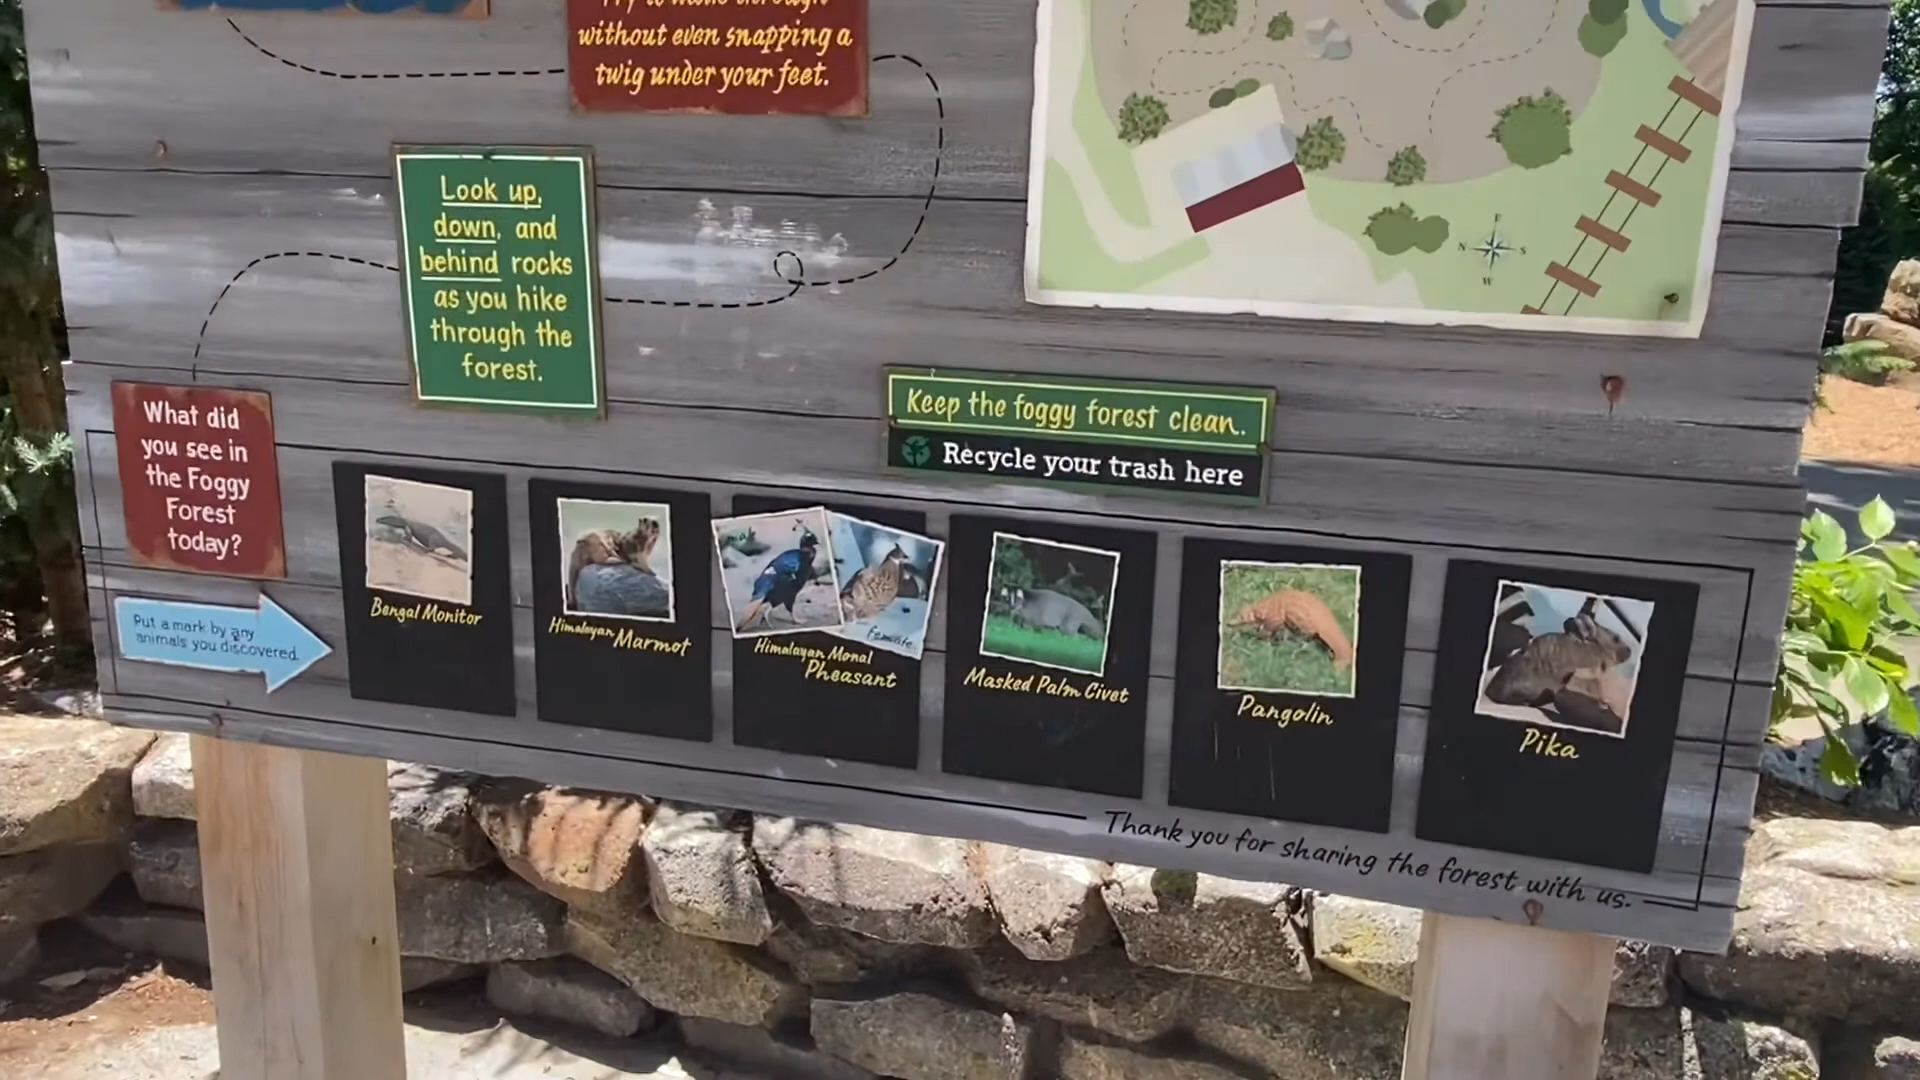 without even snapping a
twig under your feet.
Look up,
down, and
behind rocks
as you hike
through the
forest.
Keep the foggy forest clean.
Recycle your trash here
What did
you see in
the Foggy
Forest
today?
Put a mark by any
animals you discovered.
Bengal Monitor
Himalayan Marmot
female
Himalayan Monal
Pheasant
Masked Palm Civet
Pangolin
Pika
Thank you for sharing the forest with us.
N
S
W